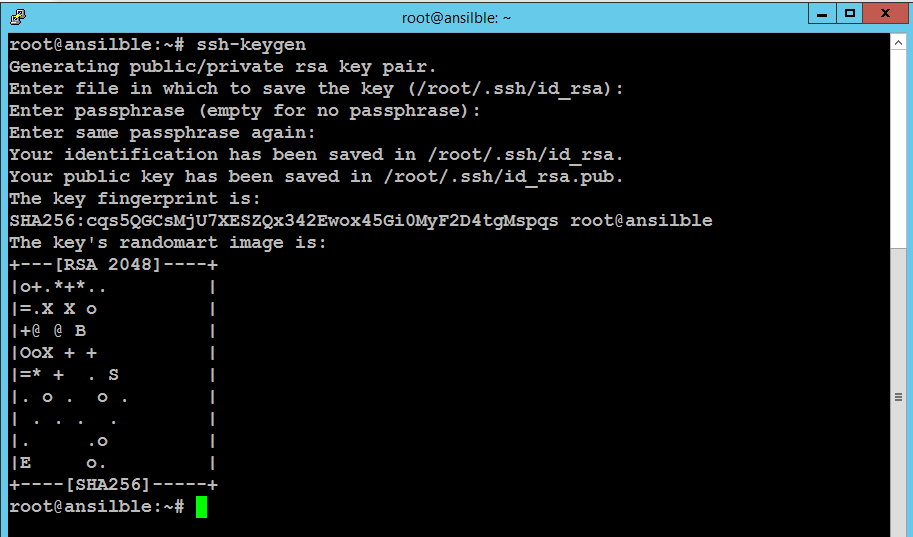 root@ansilble: ~
root@ansilble:~# ssh-keygen
Generating public/private rsa key pair.
Enter file in which to save the key (/root/.ssh/id_rsa):
Enter passphrase (empty for no passphrase):
Enter same passphrase again:
Your identification has been saved in /root/.ssh/id_rsa.
Your public key has been saved in /root/.ssh/id_rsa.pub.
The key fingerprint is:
SHA256:cqs5QGCsMjU7XESZQx342Ewox45Gi0MyF2D4tgMspqs root@ansilble
The key's randomart image is:
+---[RSA 2048]----+
|o+.*+*..         |
|=.X X o          |
|+@ @ B           |
|OoX + +          |
|=* +  . S        |
|. o .  o .       |
| . . .  .        |
|.     .o         |
|E     o.         |
+----[SHA256]-----+
root@ansilble:~#